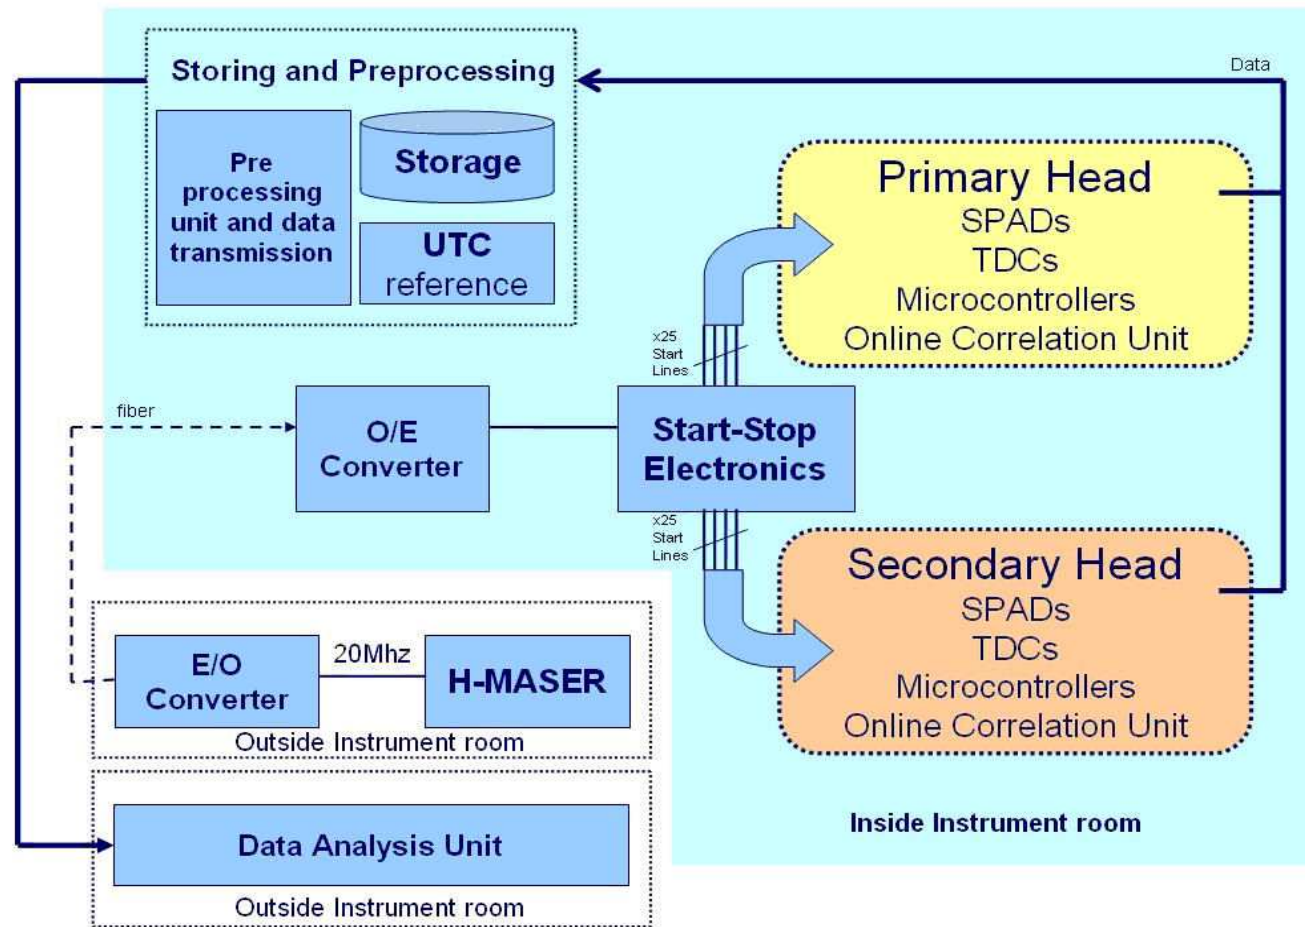 Storing and Preprocessing
Data
Pre
processing
unit and data
transmission
Storage
UTC
reference
Primary Head
SPADs
TDCs
Microcontrollers
Online Correlation Unit
x25
Start
Lines
fiber
O/E
Converter
Start-Stop
Electronics
x25
Start
Lines
Secondary Head
SPADs
TDCs
Microcontrollers
Online Correlation Unit
E/O
Converter
20Mhz
H-MASER
Outside Instrument room
Inside Instrument room
Data Analysis Unit
Outside Instrument room